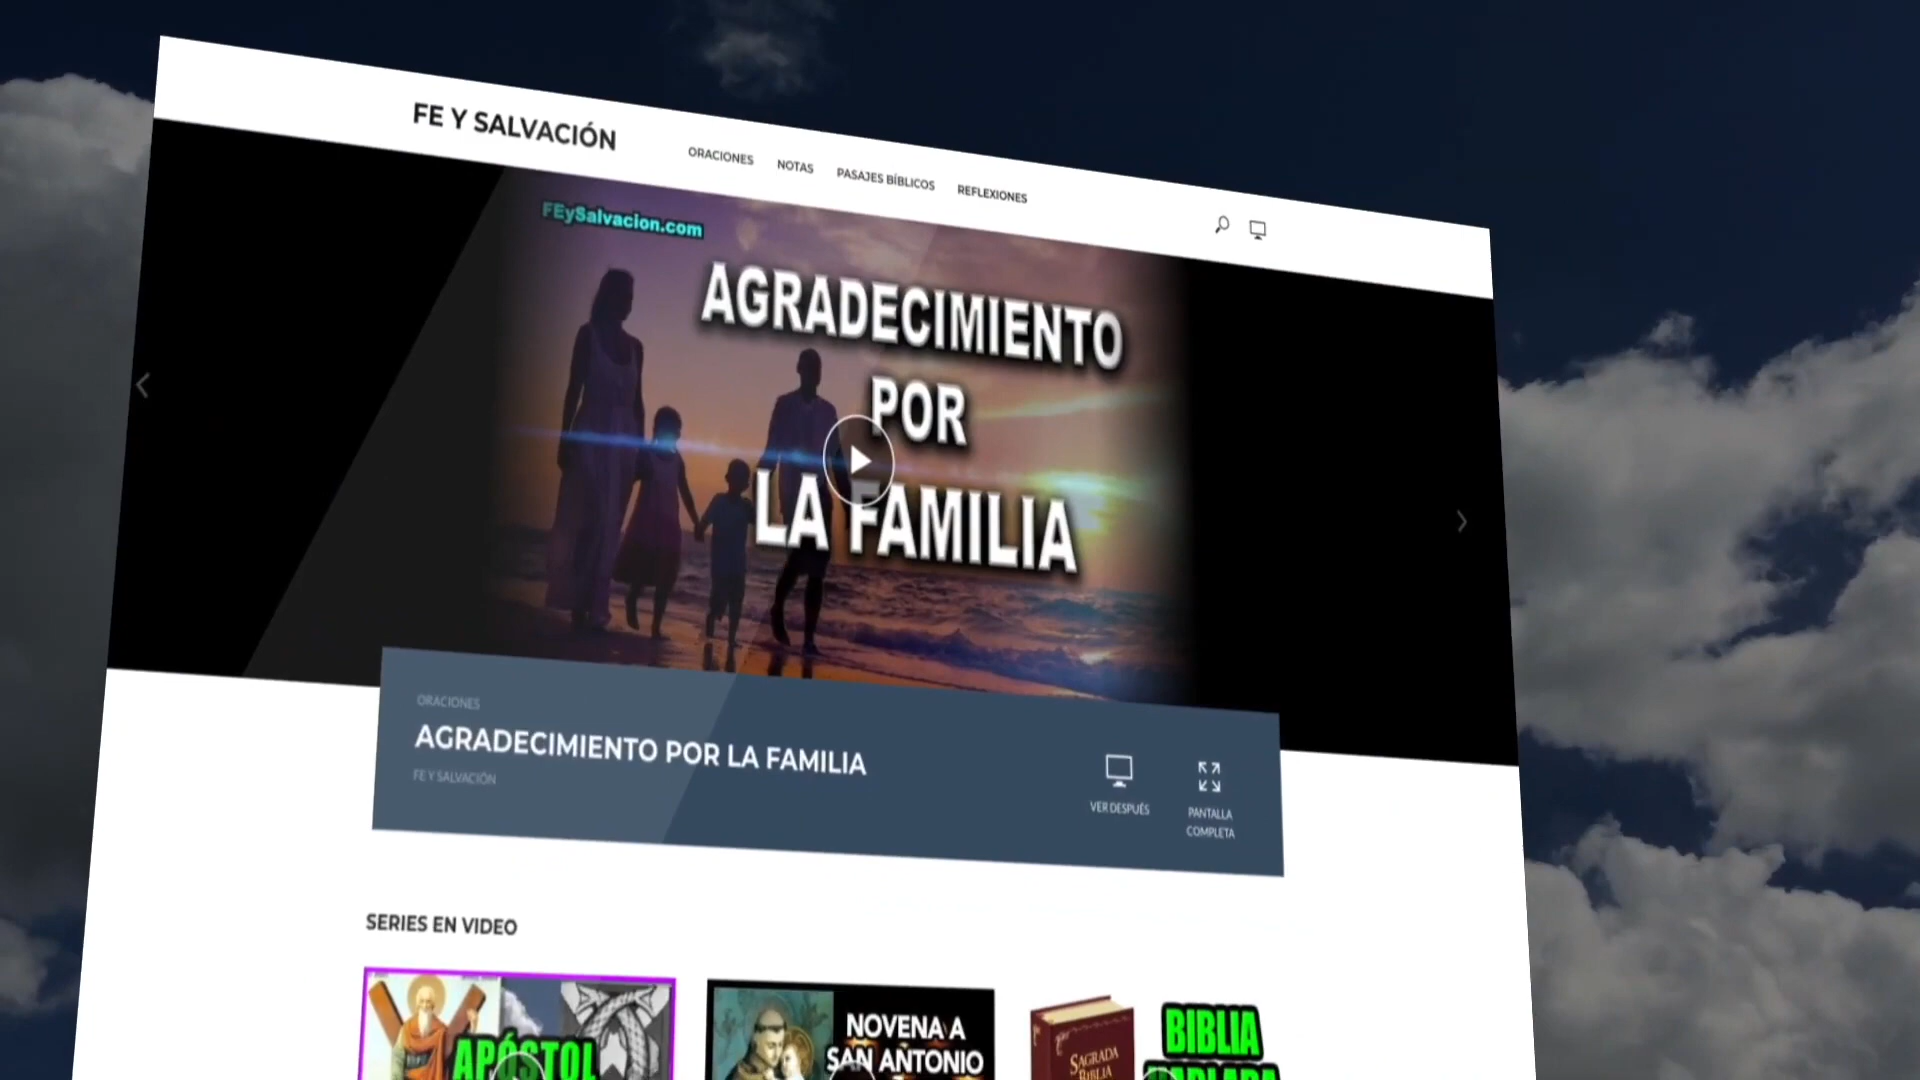 FE Y SALVACIÓN
ORACIONES
NOTAS
PASAJES BÍBLICOS
REFLEXIONES
FEySalvacion.com
AGRADECIMIENTO
POR
LA FAMILIA
ORACIONES
AGRADECIMIENTO POR LA FAMILIA
FE Y SALVACIÓN
VER DESPUÉS
PANTALLA
COMPLETA
SERIES EN VIDEO
APÓSTOL
NOVENA A
SAN ANTONIO
SAGRADA
BIBLIA
BIBLIA
HABLADA